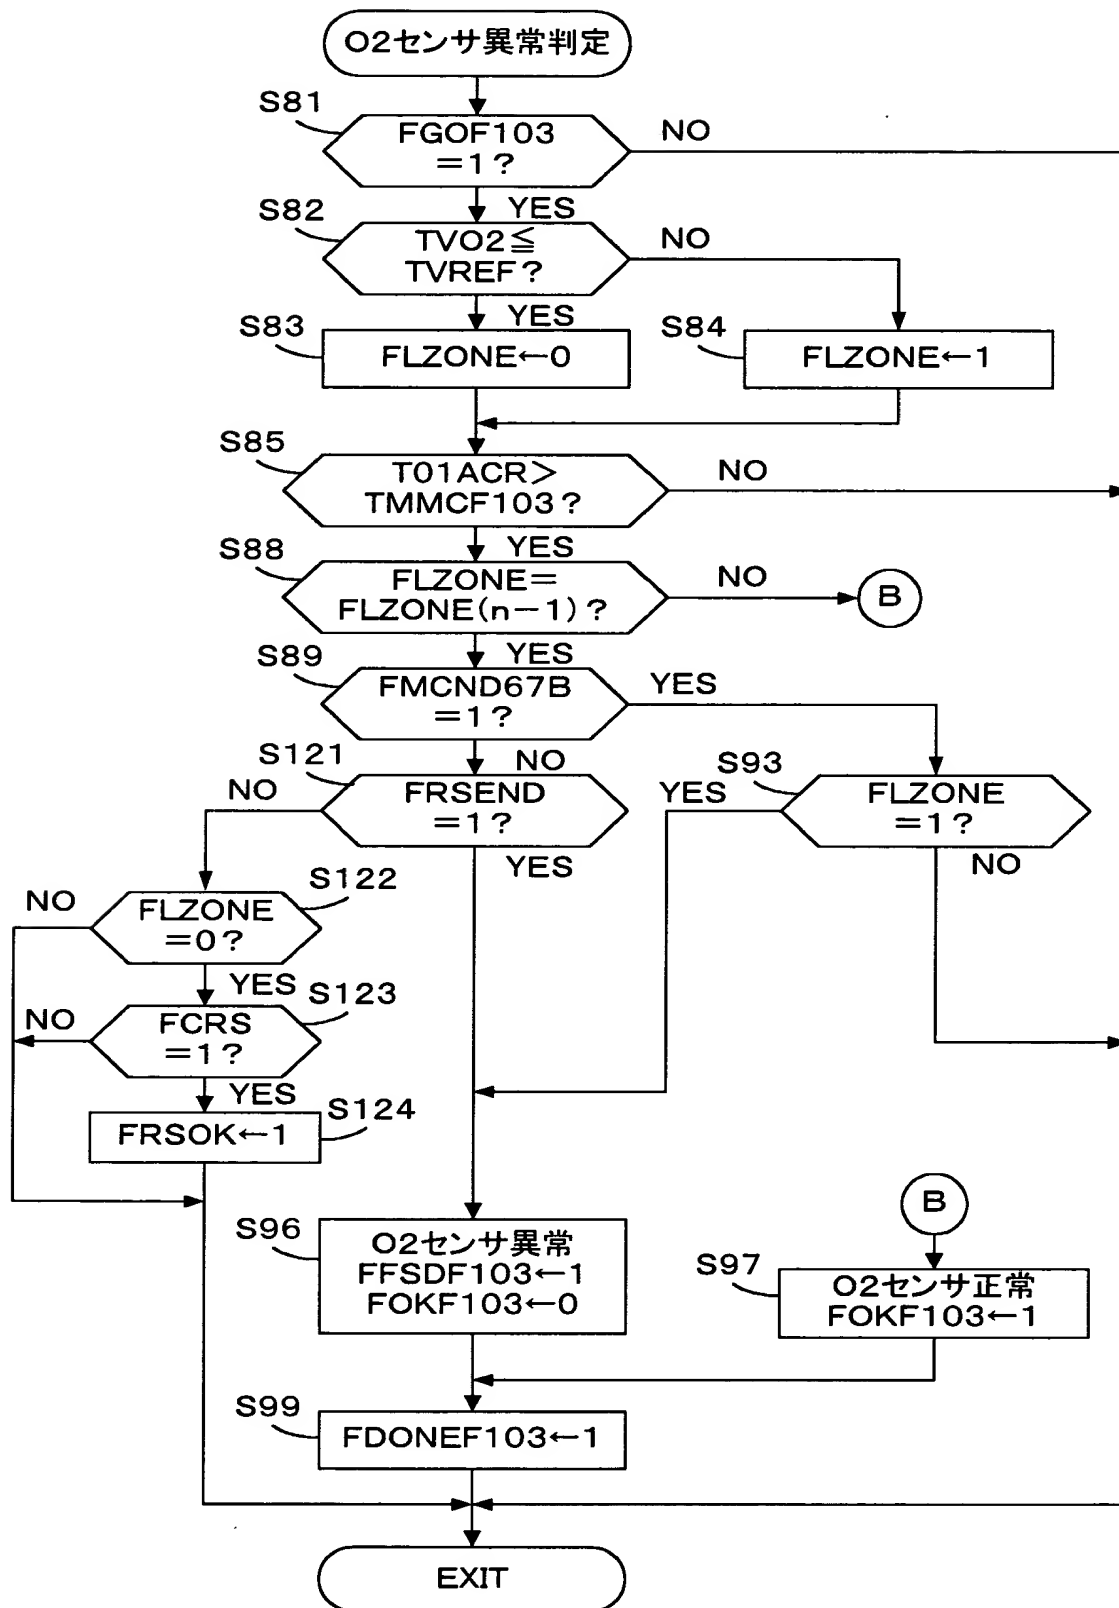 O2センサ異常判定
S81
FGOF103
=1?
NO
YES
S82
TVO2≦
TVREF?
NO
YES
S83
FLZONE←0
S84
FLZONE←1
S85
T01ACR>
TMMCF103?
NO
YES
S88
FLZONE=
FLZONE(n-1)?
NO
B
YES
S89
FMCND67B
=1?
YES
NO
S121
FRSEND
=1?
NO
YES
S93
FLZONE
=1?
YES
NO
S122
FLZONE
=0?
NO
YES
S123
FCRS
=1?
NO
YES
S124
FRSOK←1
B
S96
O2センサ異常
FFSDF103←1
FOKF103←0
S97
O2センサ正常
FOKF103←1
S99
FDONEF103←1
EXIT